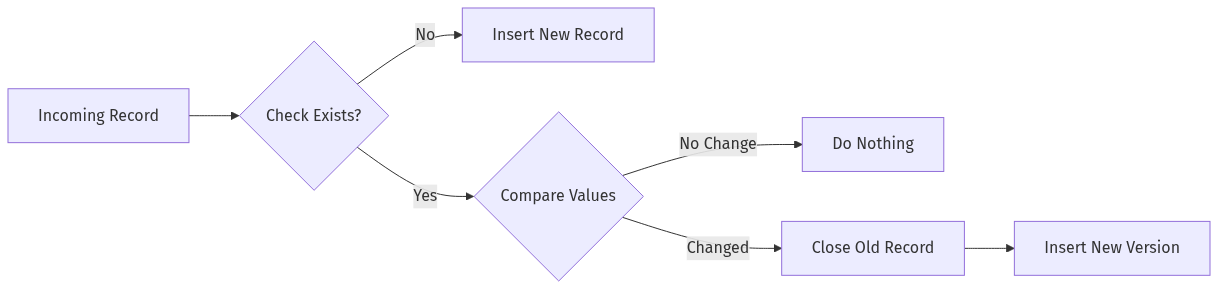 Incoming Record
Check Exists?
No
Insert New Record
Yes
Compare Values
No Change
Do Nothing
Changed
Close Old Record
Insert New Version